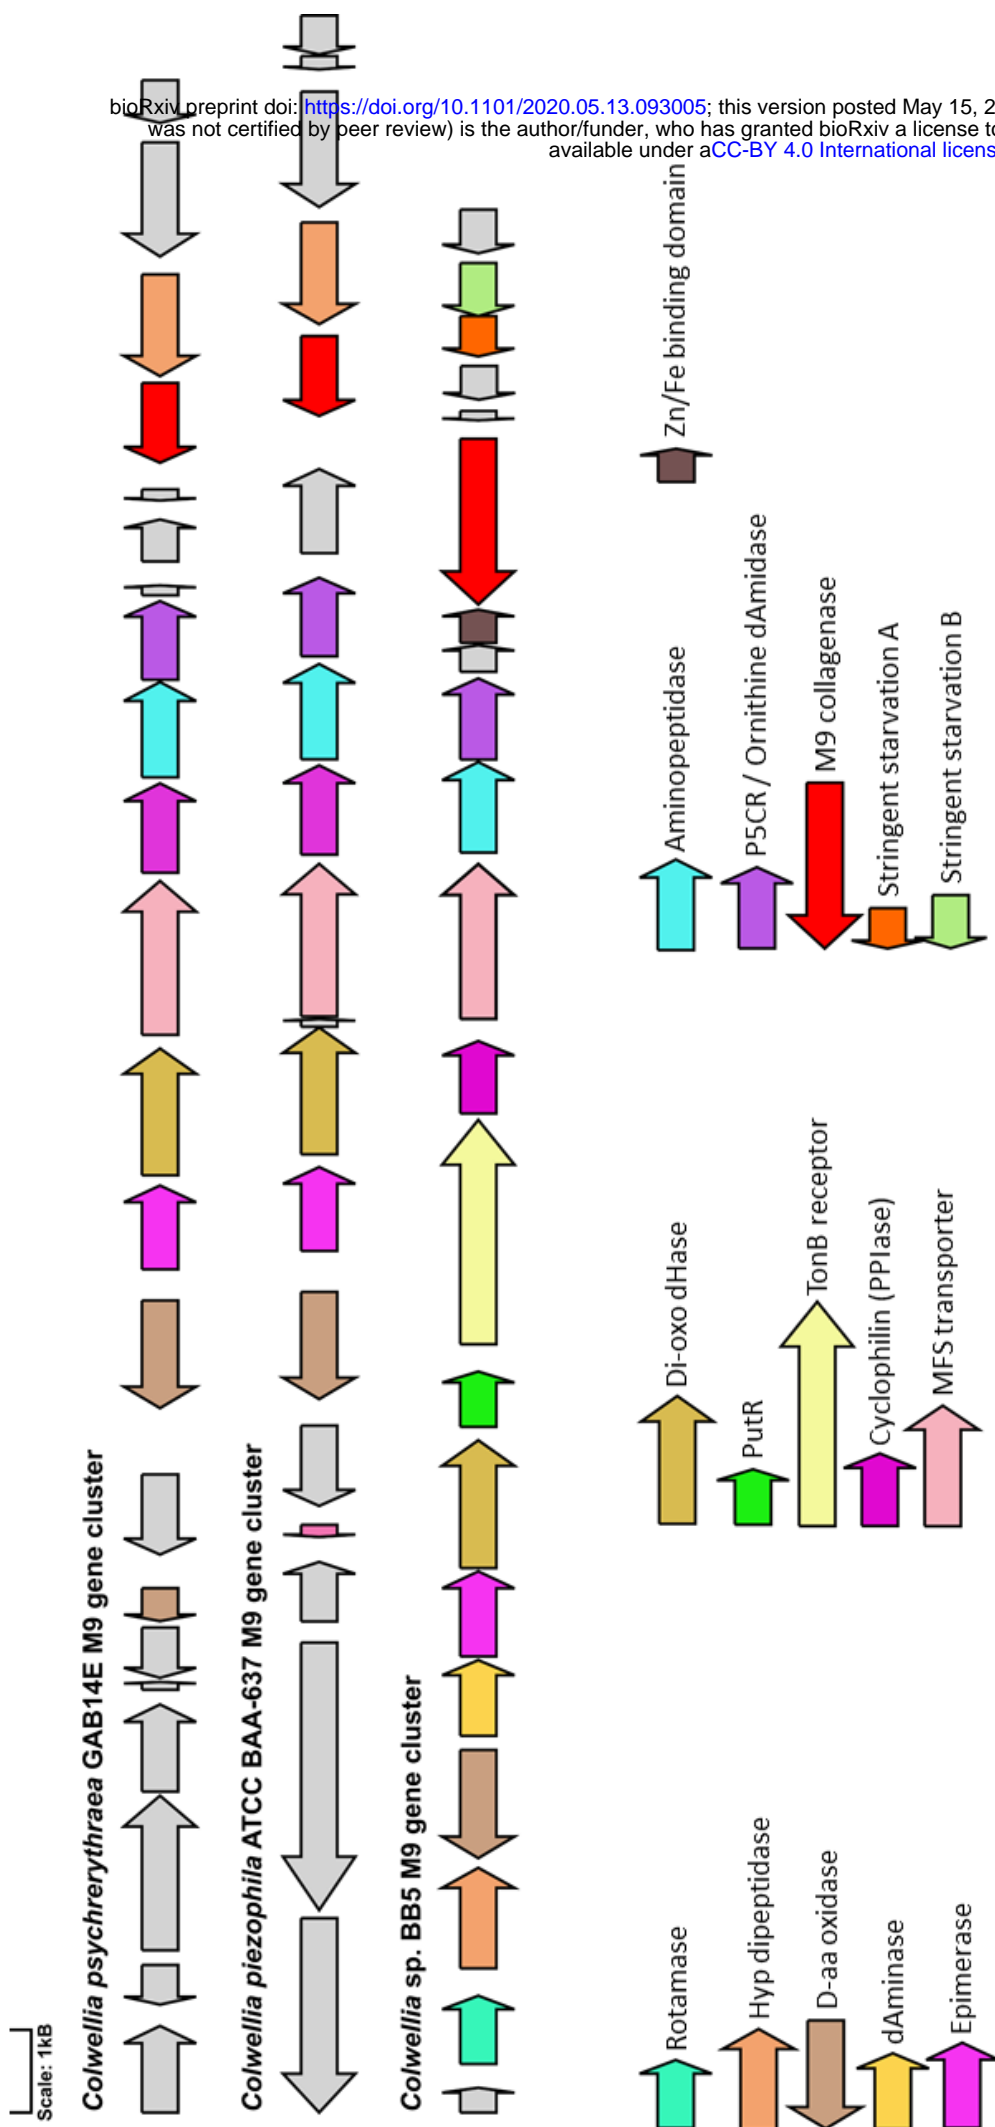 bioRxiv preprint doi: https://doi.org/10.1101/2020.05.13.093005; this version posted May 15, 2
was not certified by peer review) is the author/funder, who has granted bioRxiv a license to
available under aCC-BY 4.0 International licens
Scale: 1kB
Colwellia psychrerythraea GAB14E M9 gene cluster
Colwellia piezophila ATCC BAA-637 M9 gene cluster
Colwellia sp. BB5 M9 gene cluster
Rotamase
Hyp dipeptidase
D-aa oxidase
dAminase
Epimerase
Di-oxo dHase
PutR
TonB receptor
Cyclophilin (PPIase)
MFS transporter
Aminopeptidase
P5CR / Ornithine dAmidase
M9 collagenase
Stringent starvation A
Stringent starvation B
Zn/Fe binding domain